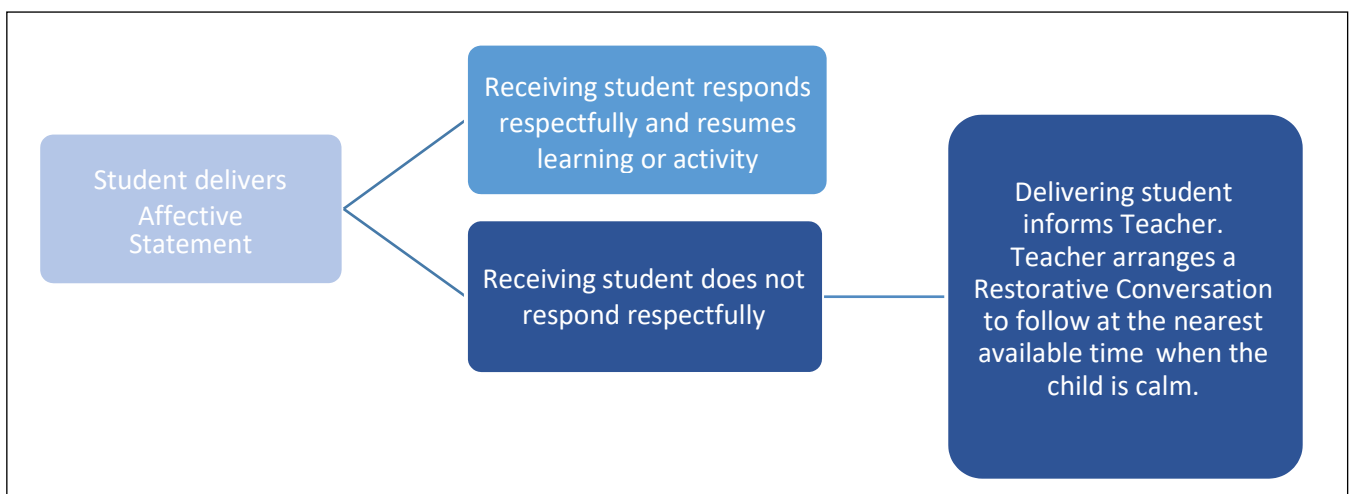 Student delivers
Affective
Statement
Receiving student responds
respectfully and resumes
learning or activity
Receiving student does not
respond respectfully
Delivering student
informs Teacher.
Teacher arranges a
Restorative Conversation
to follow at the nearest
available time when the
child is calm.